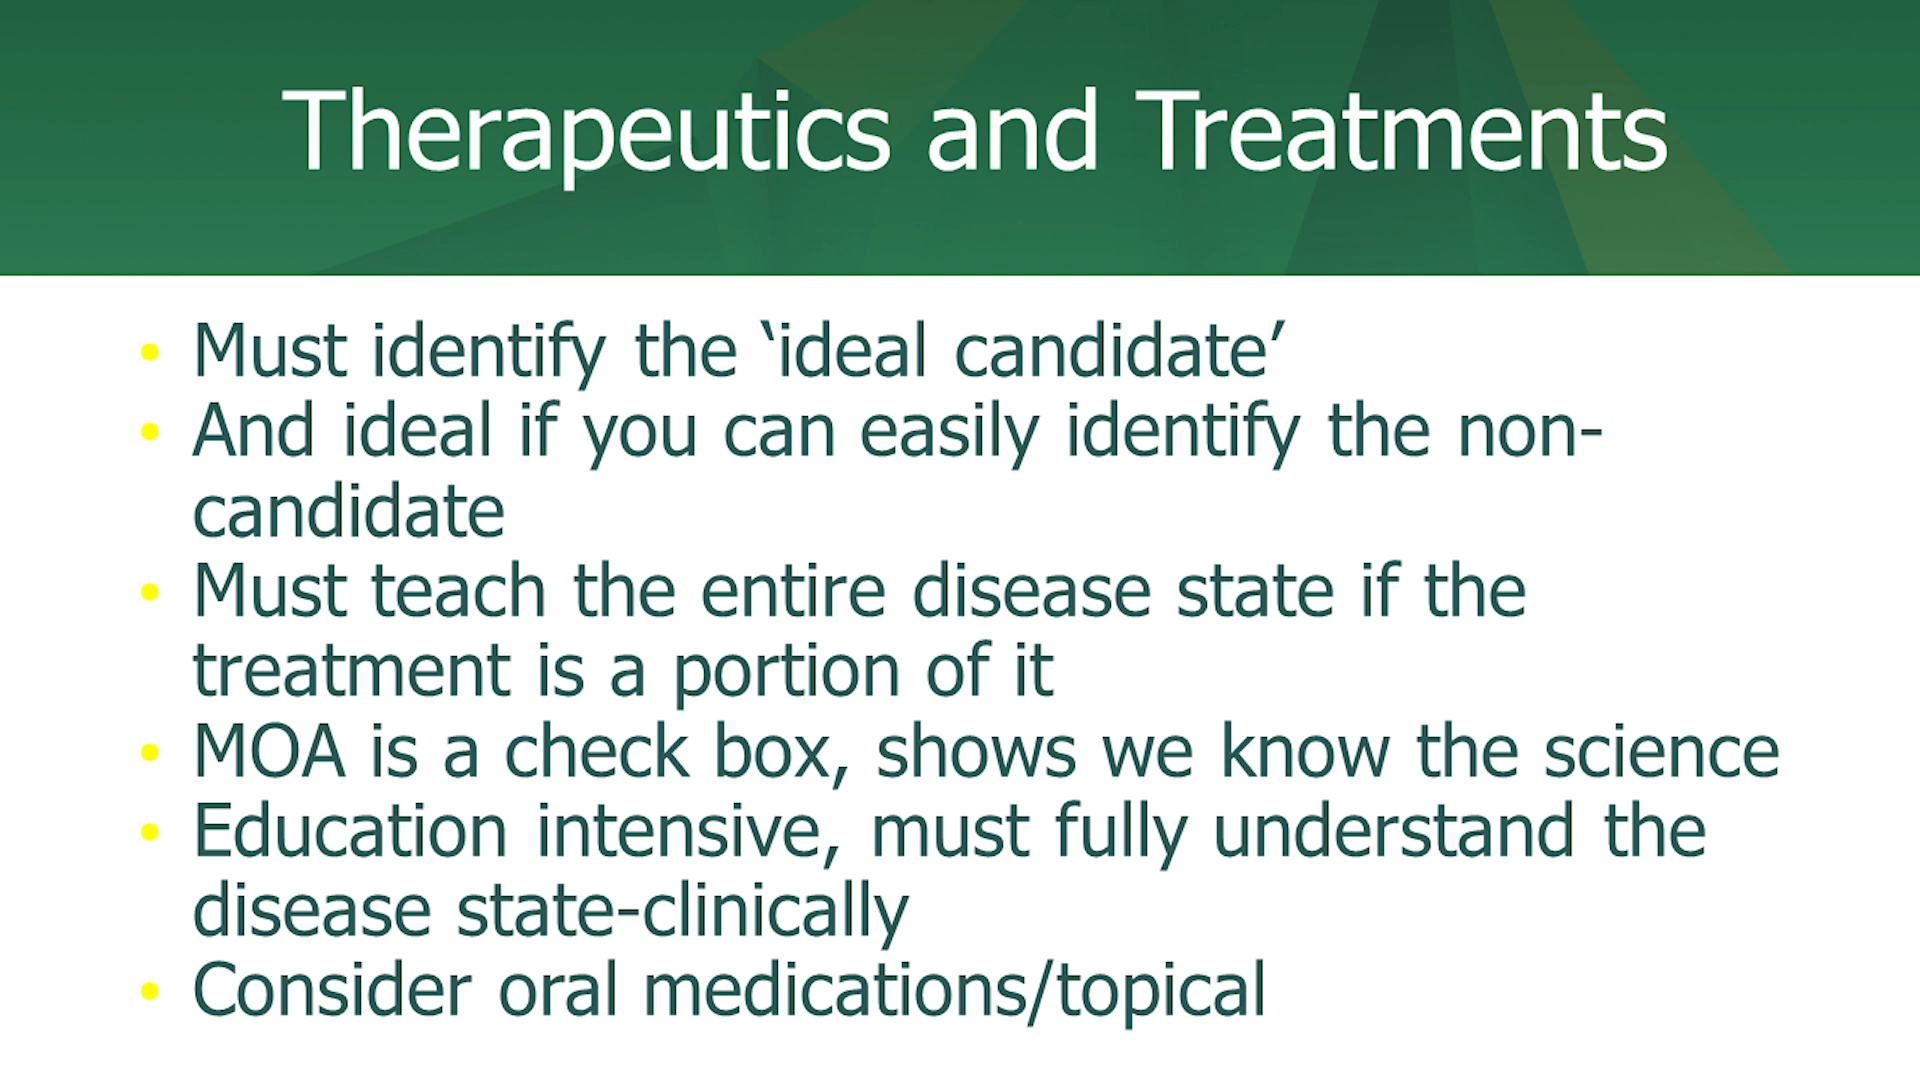 Therapeutics and Treatments
• Must identify the ‘ideal candidate’
• And ideal if you can easily identify the non-
candidate
• Must teach the entire disease state if the
treatment is a portion of it
• MOA is a check box, shows we know the science
• Education intensive, must fully understand the
disease state-clinically
• Consider oral medications/topical